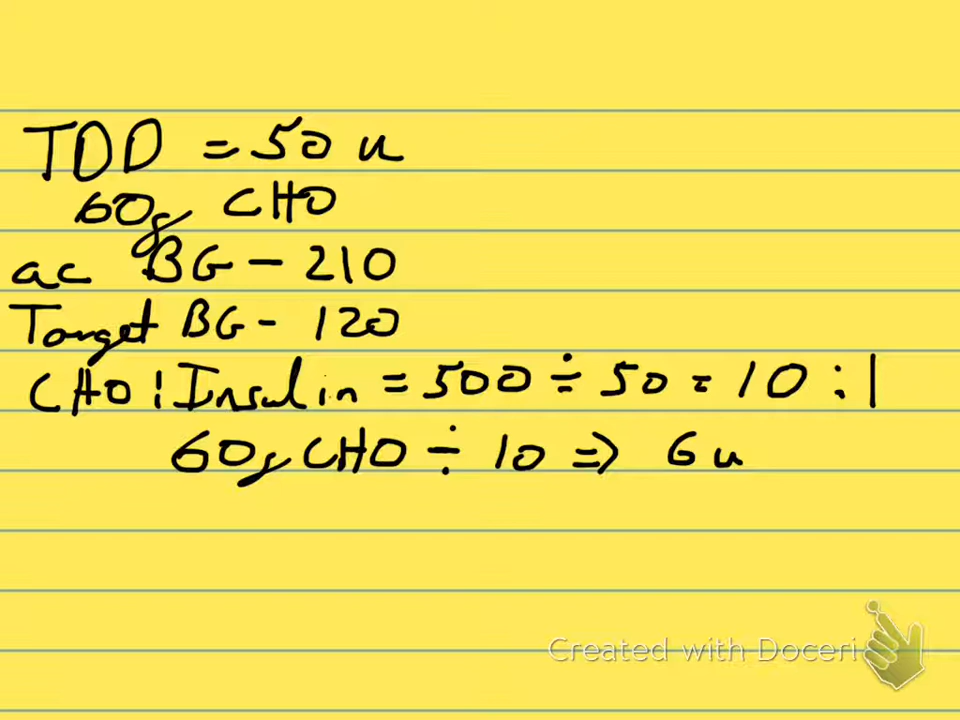 TDD = 50 u
60g CHO
ac BG - 210
Target BG - 120
CHO : Insulin = 500 ÷ 50 = 10 : 1
60g CHO ÷ 10 => 6 u
Created with Doceri